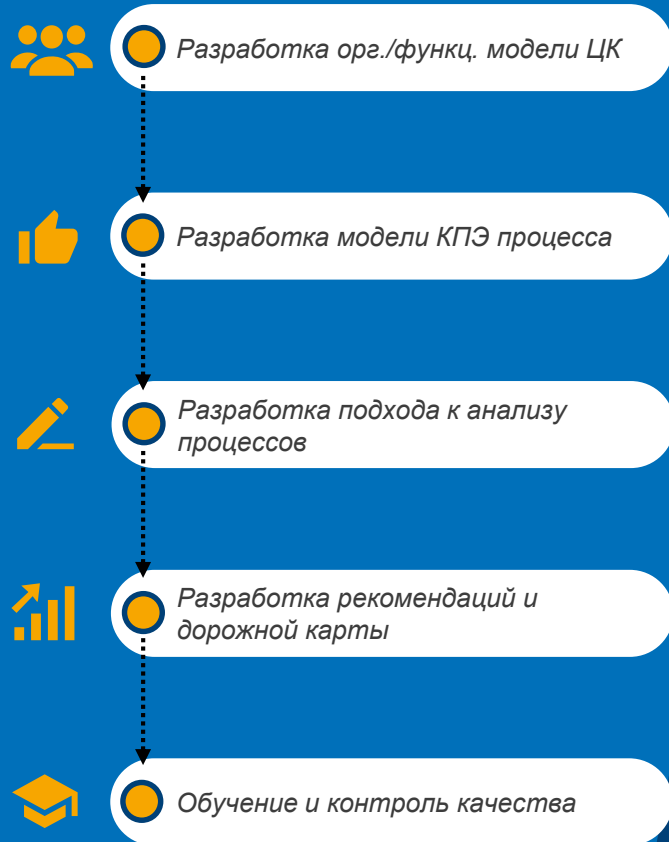 Разработка орг./функц. модели ЦК
Разработка модели КПЭ процесса
Разработка подхода к анализу
процессов
Разработка рекомендаций и
дорожной карты
Обучение и контроль качества